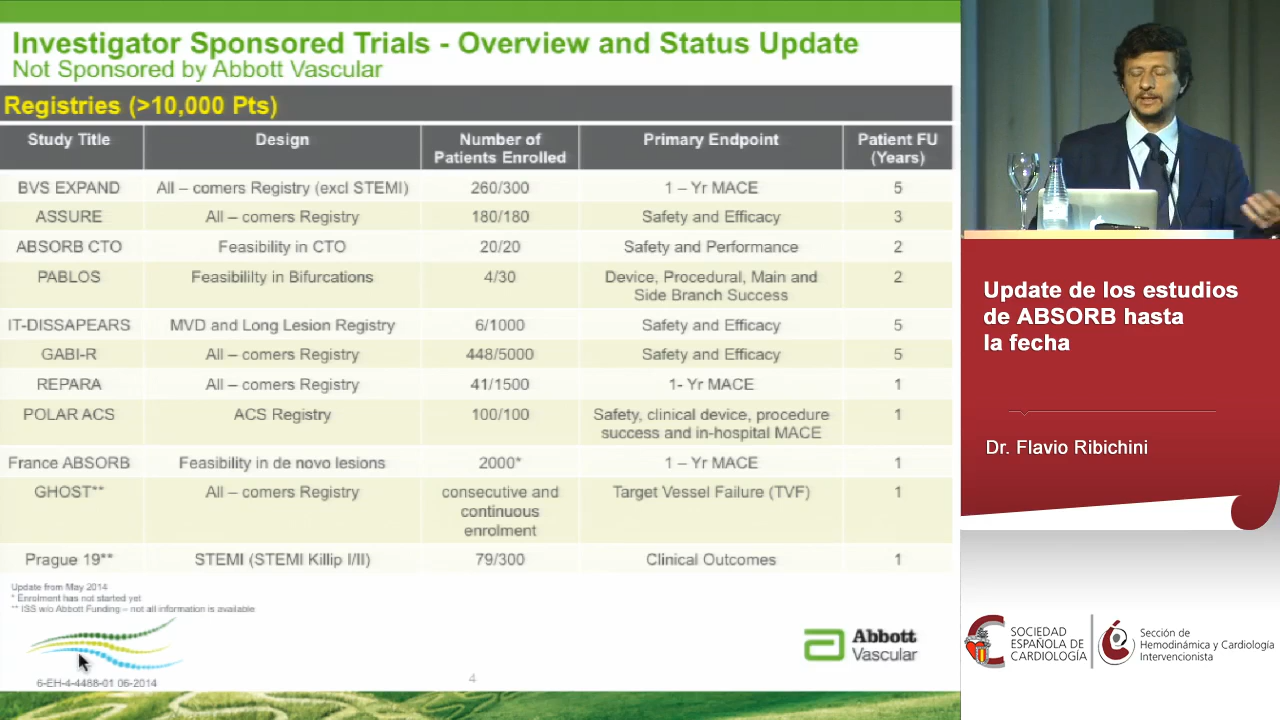 Investigator Sponsored Trials - Overview and Status Update
Not Sponsored by Abbott Vascular
Registries (>10,000 Pts)
Study Title Design Number of Patients Enrolled Primary Endpoint Patient FU (Years)
BVS EXPAND All – comers Registry (excl STEMI) 260/300 1 – Yr MACE 5
ASSURE All – comers Registry 180/180 Safety and Efficacy 3
ABSORB CTO Feasibility in CTO 20/20 Safety and Performance 2
PABLOS Feasibililty in Bifurcations 4/30 Device, Procedural, Main and Side Branch Success 2
IT-DISSAPEARS MVD and Long Lesion Registry 6/1000 Safety and Efficacy 5
GABI-R All – comers Registry 448/5000 Safety and Efficacy 5
REPARA All – comers Registry 41/1500 1- Yr MACE 1
POLAR ACS ACS Registry 100/100 Safety, clinical device, procedure success and in-hospital MACE 1
France ABSORB Feasibility in de novo lesions 2000* 1 – Yr MACE 1
GHOST** All – comers Registry consecutive and continuous enrolment Target Vessel Failure (TVF) 1
Prague 19** STEMI (STEMI Killip I/II) 79/300 Clinical Outcomes 1
Update from May 2014
* Enrolment has not started yet
** ISS w/o Abbott Funding – not all information is available
6-EH-4-4488-01 06-2014
4
Abbott
Vascular
Update de los estudios
de ABSORB hasta
la fecha
Dr. Flavio Ribichini
SOCIEDAD
ESPAÑOLA DE
CARDIOLOGÍA
Sección de
Hemodinámica y Cardiología
Intervencionista